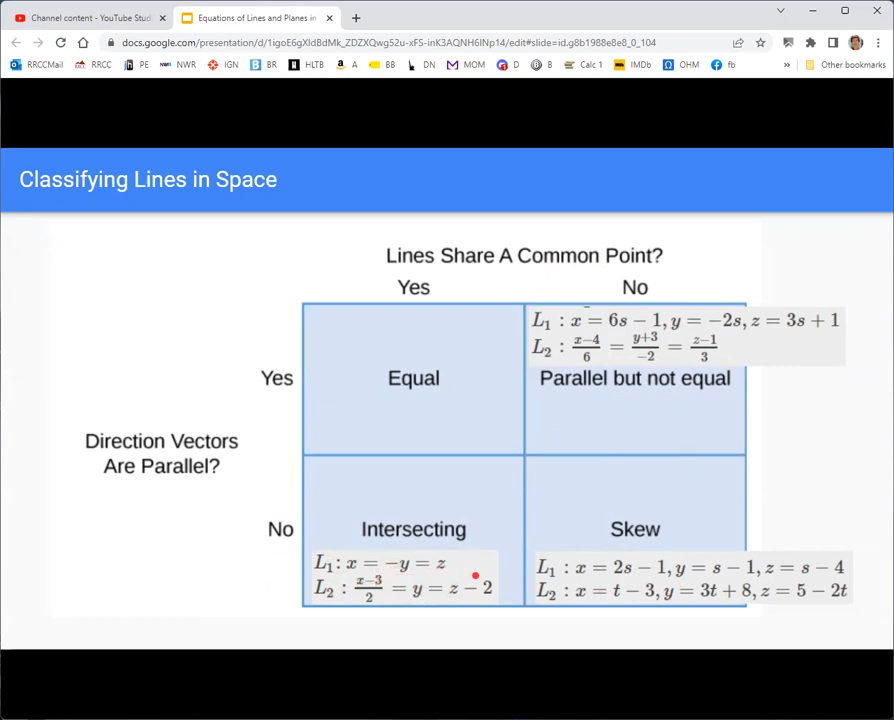 Channel content - YouTube Stud
Equations of Lines and Planes in
docs.google.com/presentation/d/1igoE6gXldBdMk_ZDZXQwg52u-xFS-inK3AQNH6INp14/edit#slide=id.g8b1988e8e8_0_104
RRCCMail RRCC PE NWR IGN BR HLTB A BB DN MOM D B Calc 1 IMDb OHM fb » Other bookmarks
Classifying Lines in Space
Lines Share A Common Point?
Yes No
L₁ : x = 6s − 1, y = −2s, z = 3s + 1
L₂ : (x−4)/6 = (y+3)/−2 = (z−1)/3
Yes Equal Parallel but not equal
Direction Vectors
Are Parallel?
No Intersecting Skew
L₁: x = −y = z
L₂ : (x−3)/2 = y = z − 2
L₁ : x = 2s − 1, y = s − 1, z = s − 4
L₂ : x = t − 3, y = 3t + 8, z = 5 − 2t